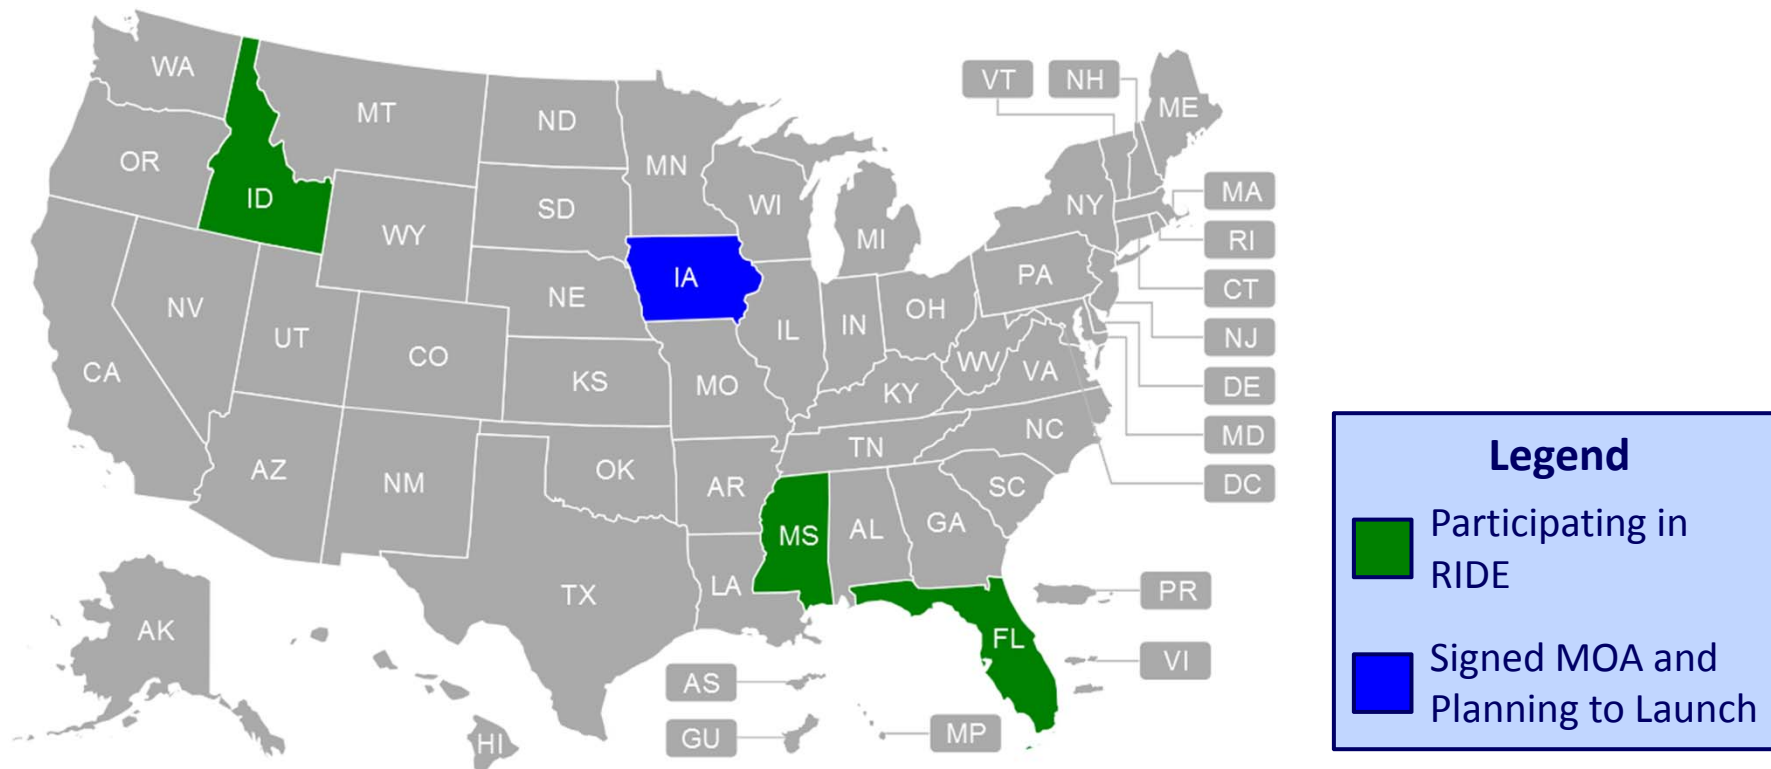 WA
MT
ND
MN
VT
NH
ME
OR
ID
SD
WI
NY
MA
WY
MI
RI
IA
PA
CT
NV
NE
IL
IN
OH
NJ
UT
CO
WV
VA
CA
KS
MO
KY
DE
NC
MD
TN
AZ
NM
OK
AR
SC
DC
MS
AL
GA
LA
TX
FL
PR
AK
VI
AS
GU
MP
HI
Legend
Participating in
RIDE
Signed MOA and
Planning to Launch